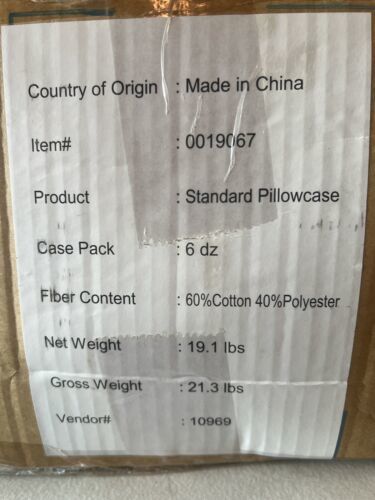 Country of Origin : Made in China
Item# : 0019067
Product : Standard Pillowcase
Case Pack : 6 dz
Fiber Content : 60%Cotton 40%Polyester
Net Weight : 19.1 lbs
Gross Weight : 21.3 lbs
Vendor# : 10969